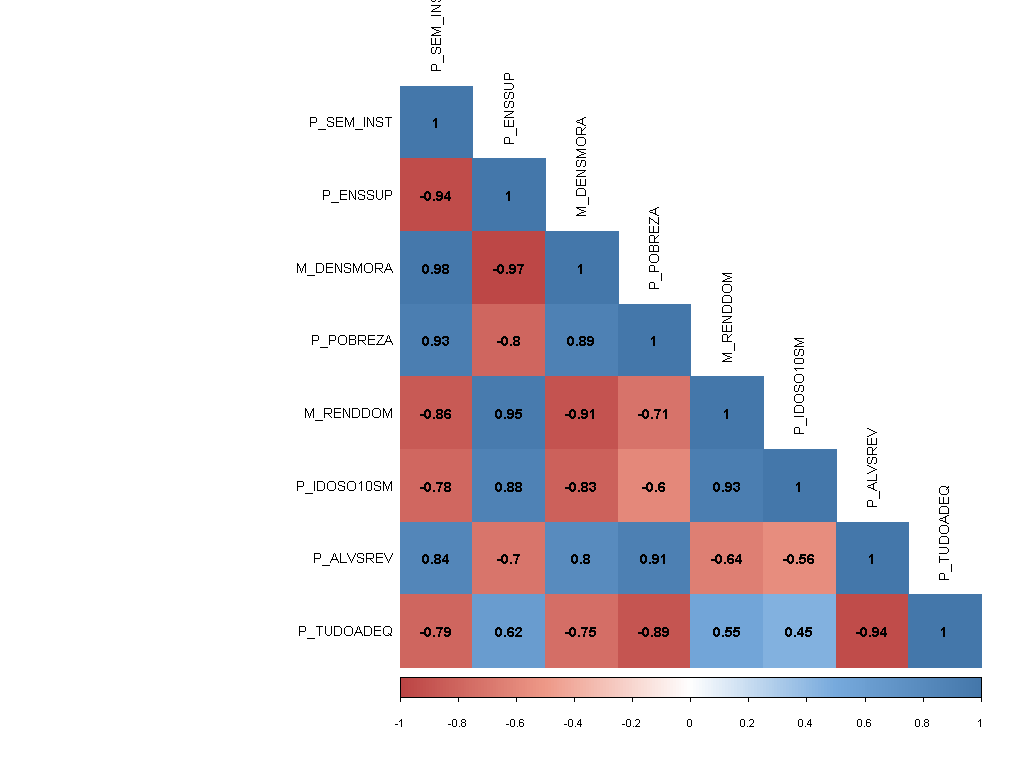 P_ENSSUP
M_DENSMORA
P_POBREZA
M_RENDDOM
P_IDOSO10SM
P_ALVSREV
P_TUDOADEQ
P_SEM_INST 1
P_ENSSUP -0.94 1
M_DENSMORA 0.98 -0.97 1
P_POBREZA 0.93 -0.8 0.89 1
M_RENDDOM -0.86 0.95 -0.91 -0.71 1
P_IDOSO10SM -0.78 0.88 -0.83 -0.6 0.93 1
P_ALVSREV 0.84 -0.7 0.8 0.91 -0.64 -0.56 1
P_TUDOADEQ -0.79 0.62 -0.75 -0.89 0.55 0.45 -0.94 1
-1 -0.8 -0.6 -0.4 -0.2 0 0.2 0.4 0.6 0.8 1